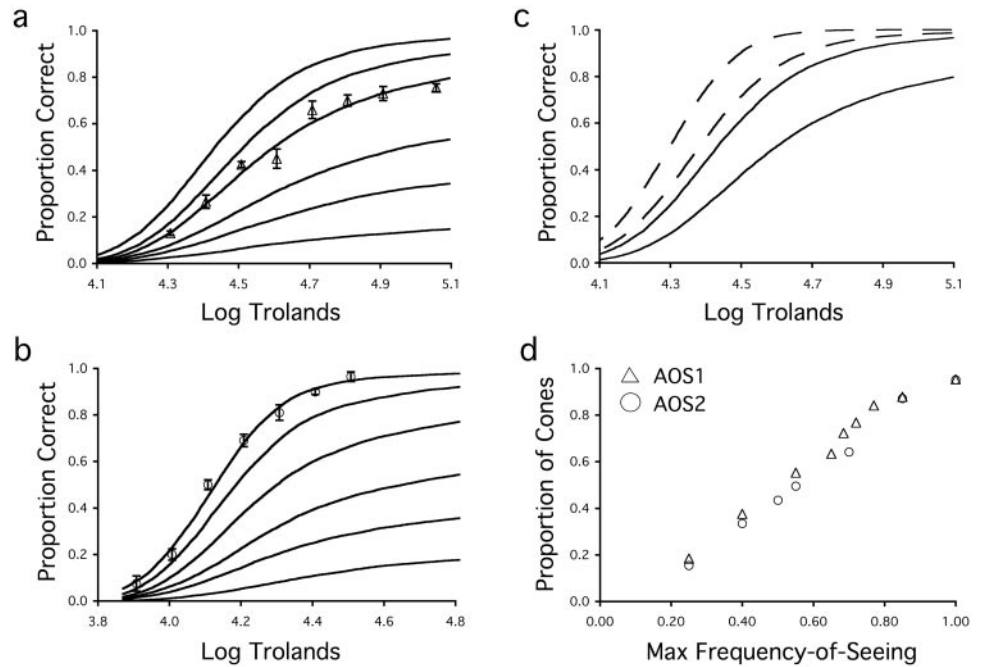 a
1.0
0.8
0.6
0.4
0.2
0.0
Proportion Correct
4.1 4.3 4.5 4.7 4.9 5.1
Log Trolands
c
1.0
0.8
0.6
0.4
0.2
0.0
Proportion Correct
4.1 4.3 4.5 4.7 4.9 5.1
Log Trolands
b
1.0
0.8
0.6
0.4
0.2
0.0
Proportion Correct
3.8 4.0 4.2 4.4 4.6 4.8
Log Trolands
d
AOS1
AOS2
1.0
0.8
0.6
0.4
0.2
0.0
Proportion of Cones
0.00 0.20 0.40 0.60 0.80 1.00
Max Frequency-of-Seeing